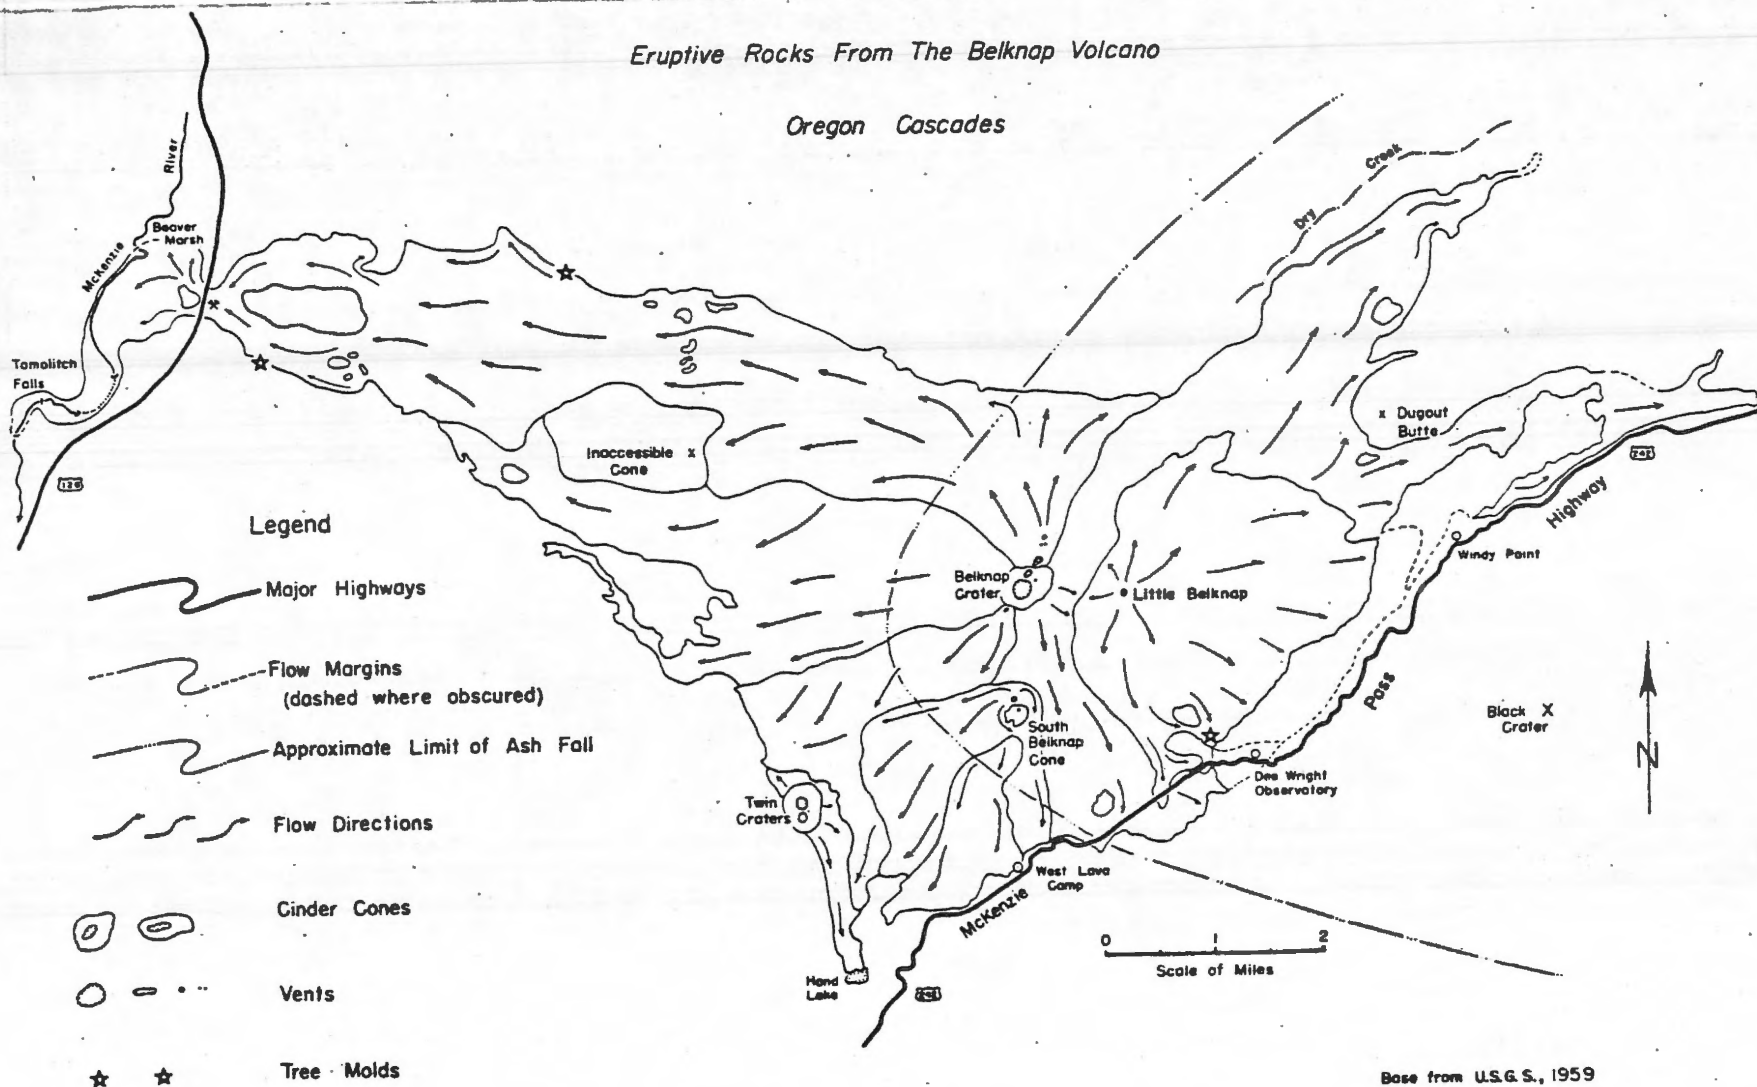 Eruptive Rocks From The Belknap Volcano
Oregon Cascades
River
McKenzie
Beaver
Marsh
Tamolitch
Falls
126
Dry Creek
Inaccessible x
Cone
x Dugout
Butte
242
Highway
Windy Point
Belknap
Crater
Little Belknap
Pass
Black X
Crater
South
Belknap
Cone
Dee Wright
Observatory
Twin
Craters
West Lava
Camp
McKenzie
Hand
Lake
242
N
0 1 2
Scale of Miles
Legend
Major Highways
Flow Margins
(dashed where obscured)
Approximate Limit of Ash Fall
Flow Directions
Cinder Cones
Vents
Tree Molds
Base from U.S.G.S., 1959